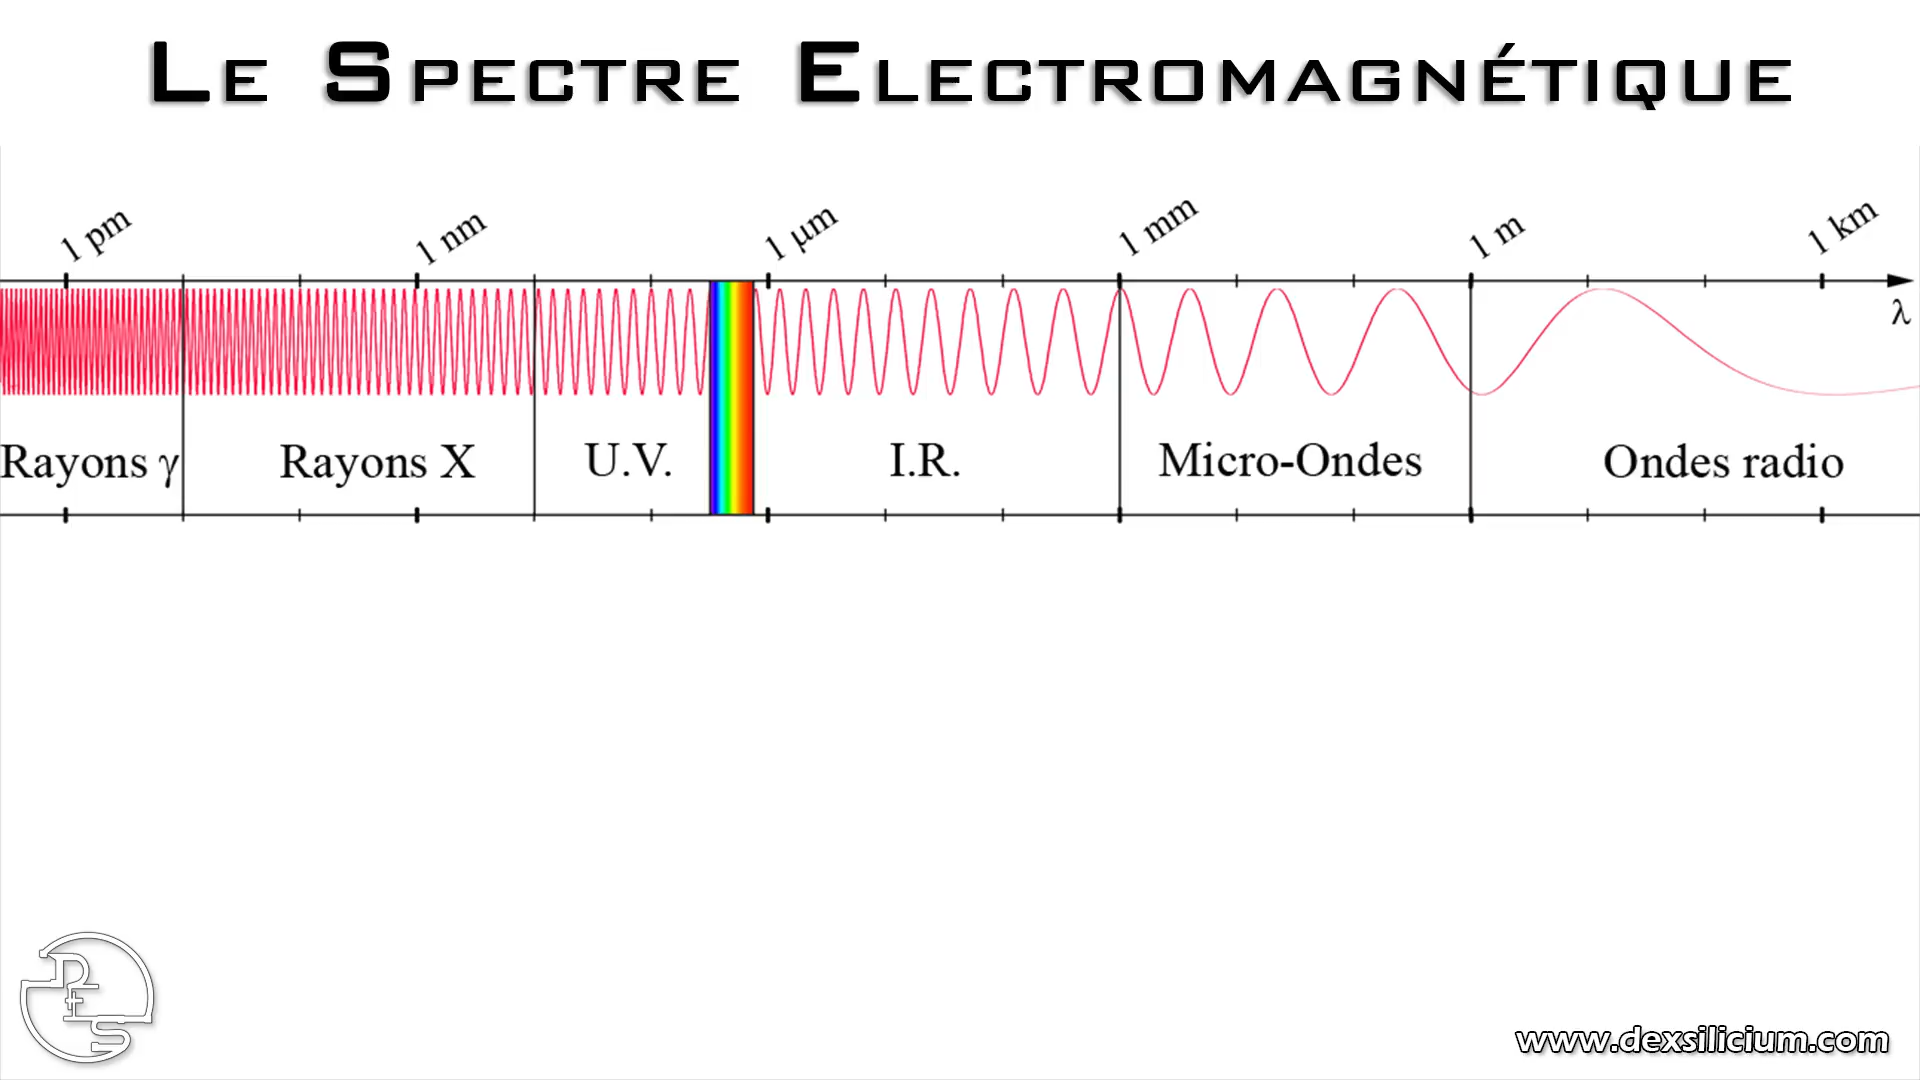 Le Spectre Electromagnétique
1 pm 1 nm 1 µm 1 mm 1 m 1 km
λ
Rayons γ Rayons X U.V. I.R. Micro-Ondes Ondes radio
D
E
S
www.dexsilicium.com